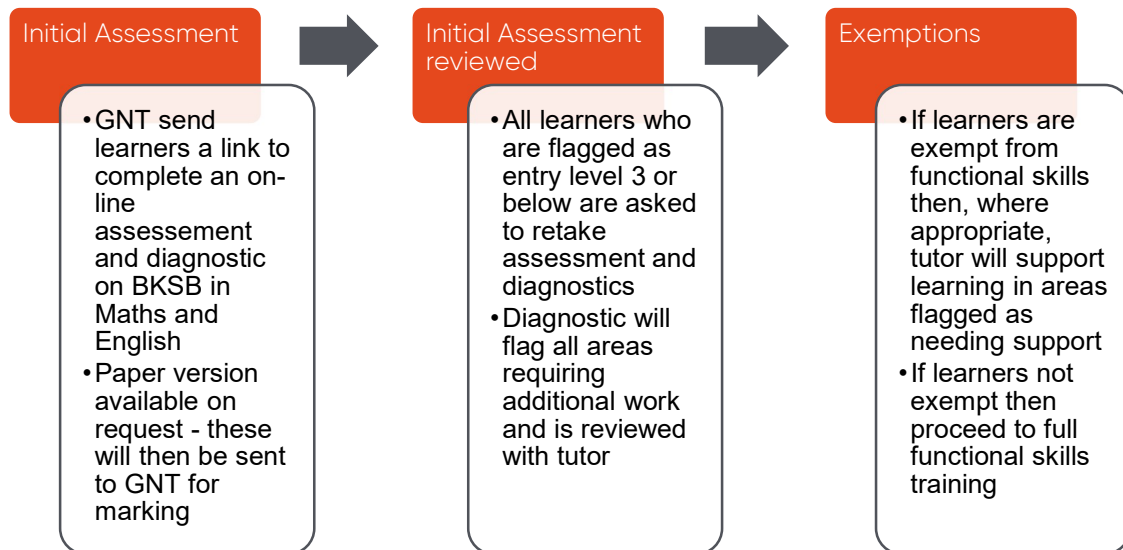 Initial Assessment
•GNT send
learners a link to
complete an on-
line
assessement
and diagnostic
on BKSB in
Maths and
English
•Paper version
available on
request - these
will then be sent
to GNT for
marking
Initial Assessment
reviewed
•All learners who
are flagged as
entry level 3 or
below are asked
to retake
assessment and
diagnostics
•Diagnostic will
flag all areas
requiring
additional work
and is reviewed
with tutor
Exemptions
•If learners are
exempt from
functional skills
then, where
appropriate,
tutor will support
learning in areas
flagged as
needing support
•If learners not
exempt then
proceed to full
functional skills
training